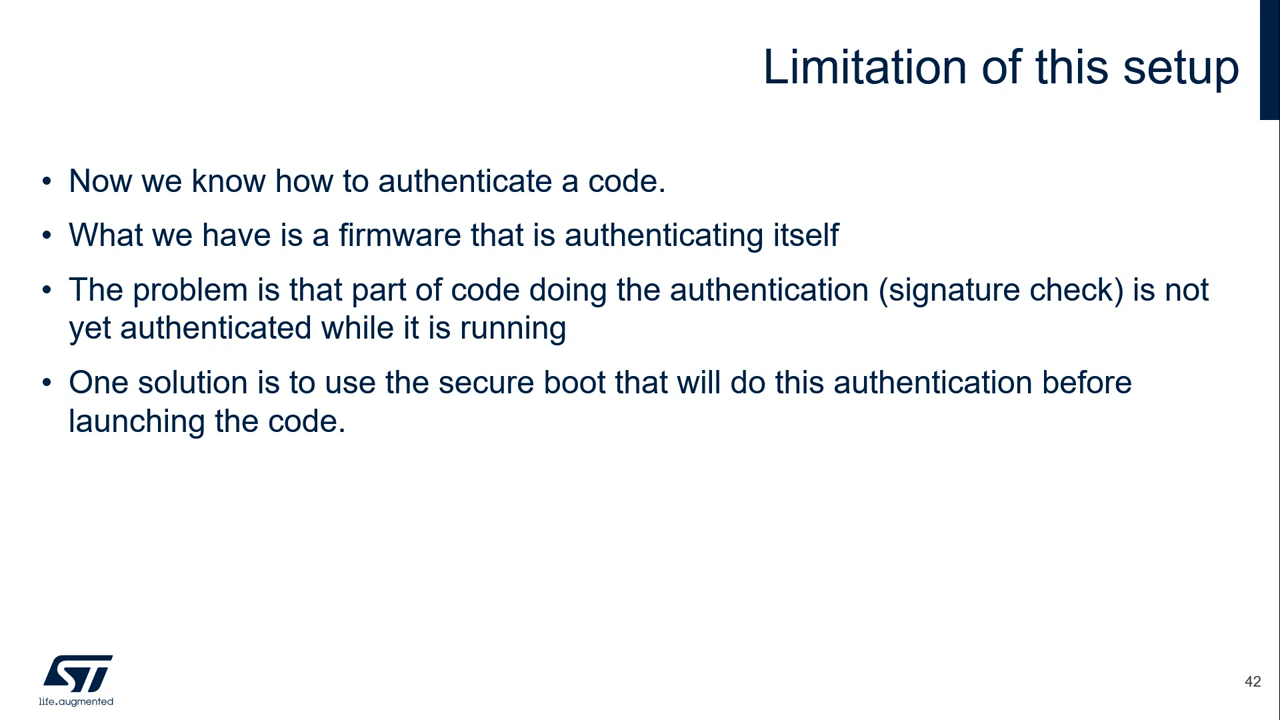 Limitation of this setup
• Now we know how to authenticate a code.
• What we have is a firmware that is authenticating itself
• The problem is that part of code doing the authentication (signature check) is not
yet authenticated while it is running
• One solution is to use the secure boot that will do this authentication before
launching the code.
ST
life.augmented
42